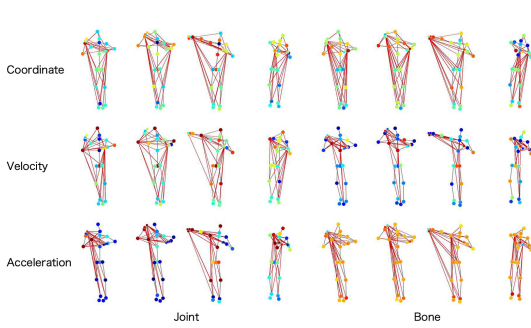 Coordinate
Velocity
Acceleration
Joint
Bone